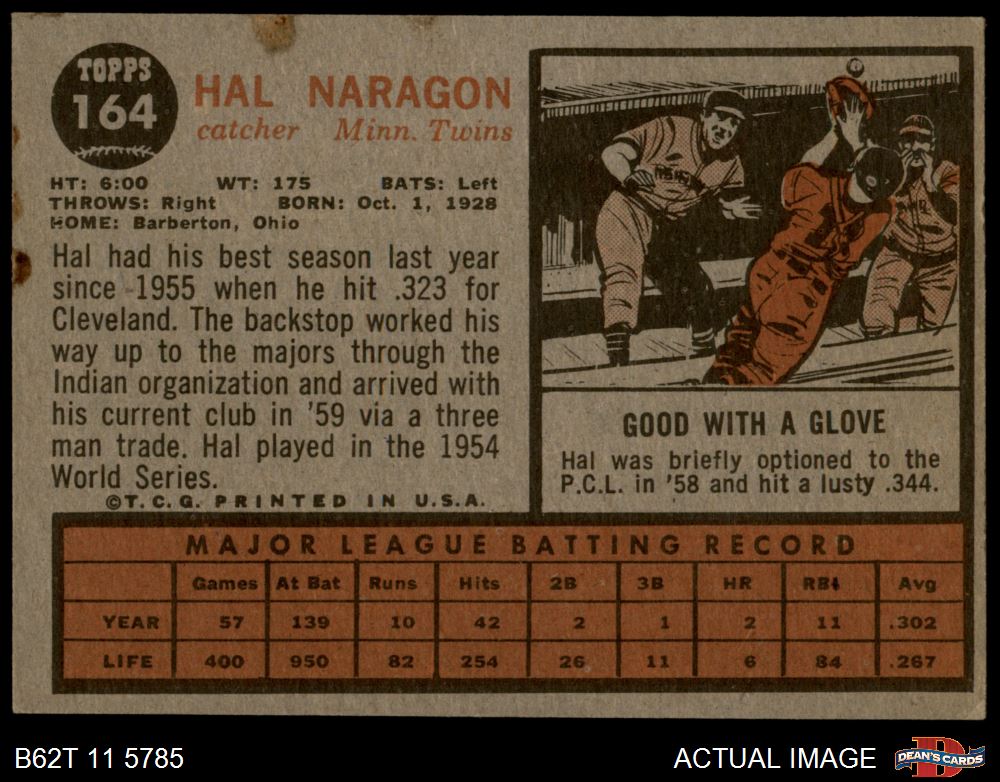 TOPPS
164
HAL NARAGON
catcher Minn. Twins
HT: 6:00 WT: 175 BATS: Left
THROWS: Right BORN: Oct. 1, 1928
HOME: Barberton, Ohio
Hal had his best season last year
since 1955 when he hit .323 for
Cleveland. The backstop worked his
way up to the majors through the
Indian organization and arrived with
his current club in '59 via a three
man trade. Hal played in the 1954
World Series.
©T.C.G. PRINTED IN U.S.A.
GOOD WITH A GLOVE
Hal was briefly optioned to the
P.C.L. in '58 and hit a lusty .344.
MAJOR LEAGUE BATTING RECORD
Games At Bat Runs Hits 2B 3B HR RBI Avg
YEAR 57 139 10 42 2 1 2 11 .302
LIFE 400 950 82 254 26 11 6 84 .267
B62T 11 5785
ACTUAL IMAGE
DEAN'S CARDS